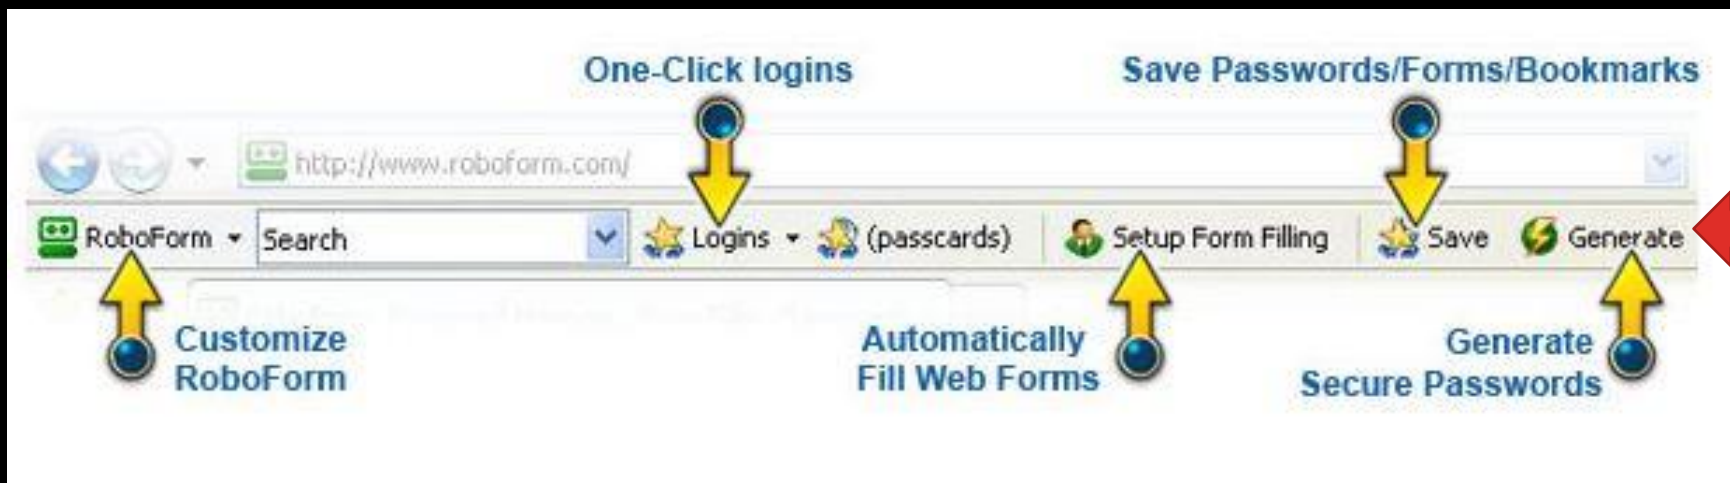 One-Click logins
Save Passwords/Forms/Bookmarks
http://www.roboform.com/
RoboForm Search Logins (passcards) Setup Form Filling Save Generate
Customize
RoboForm
Automatically
Fill Web Forms
Generate
Secure Passwords